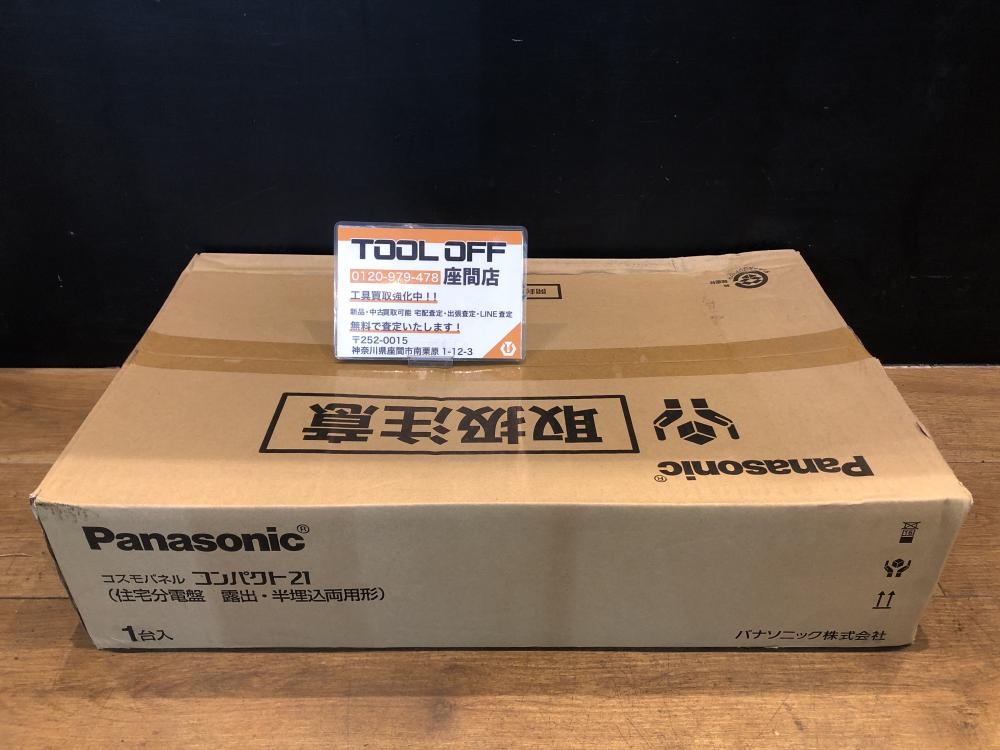 TOOL OFF
0120-979-478 座間店
工具買取強化中!!
新品・中古買取可能 宅配査定・出張査定・LINE査定
無料で査定いたします!
〒252-0015
神奈川県座間市南栗原1-12-3
取扱注意
Panasonic®
Panasonic®
コスモパネル コンパクト21
(住宅分電盤 露出・半埋込両用形)
1台入
パナソニック株式会社